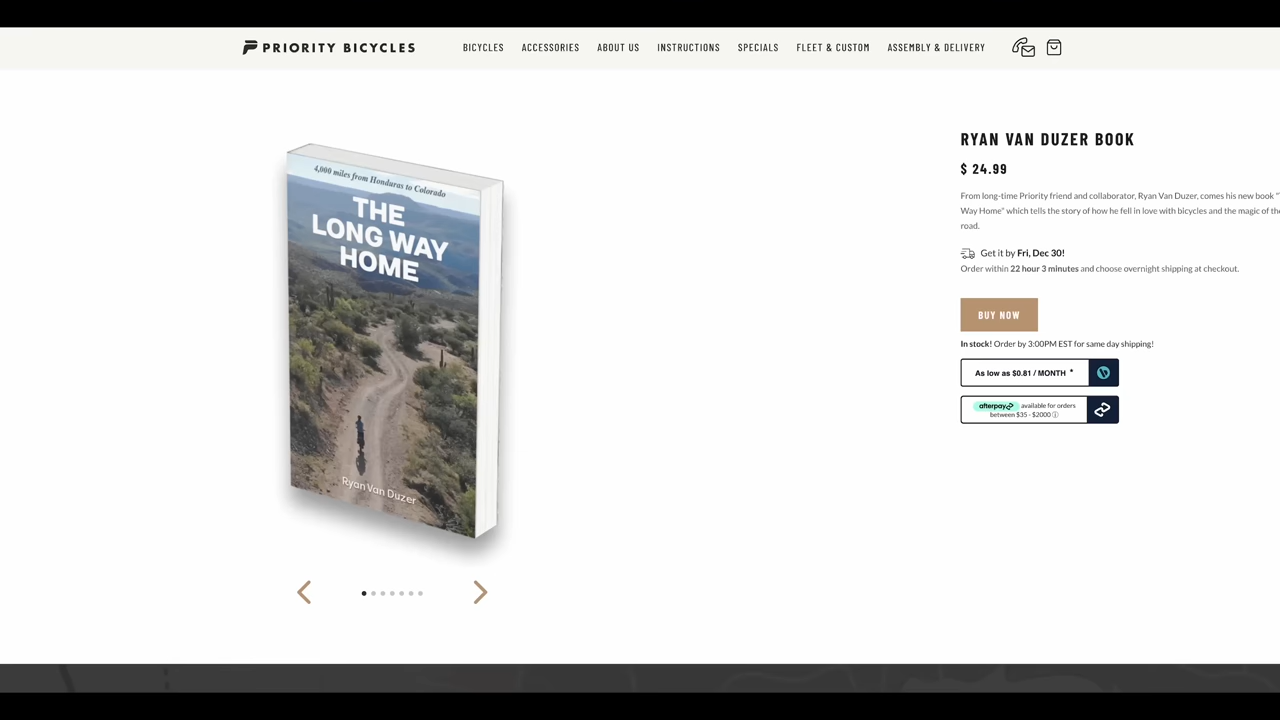 PRIORITY BICYCLES
BICYCLES ACCESSORIES ABOUT US INSTRUCTIONS SPECIALS FLEET & CUSTOM ASSEMBLY & DELIVERY
4,000 miles from Honduras to Colorado
THE
LONG WAY
HOME
Ryan Van Duzer
RYAN VAN DUZER BOOK
$ 24.99
From long-time Priority friend and collaborator, Ryan Van Duzer, comes his new book
Way Home" which tells the story of how he fell in love with bicycles and the magic of the
road.
Get it by Fri, Dec 30!
Order within 22 hour 3 minutes and choose overnight shipping at checkout.
BUY NOW
In stock! Order by 3:00PM EST for same day shipping!
As low as $0.81 / MONTH *
afterpay available for orders
between $35 - $2000